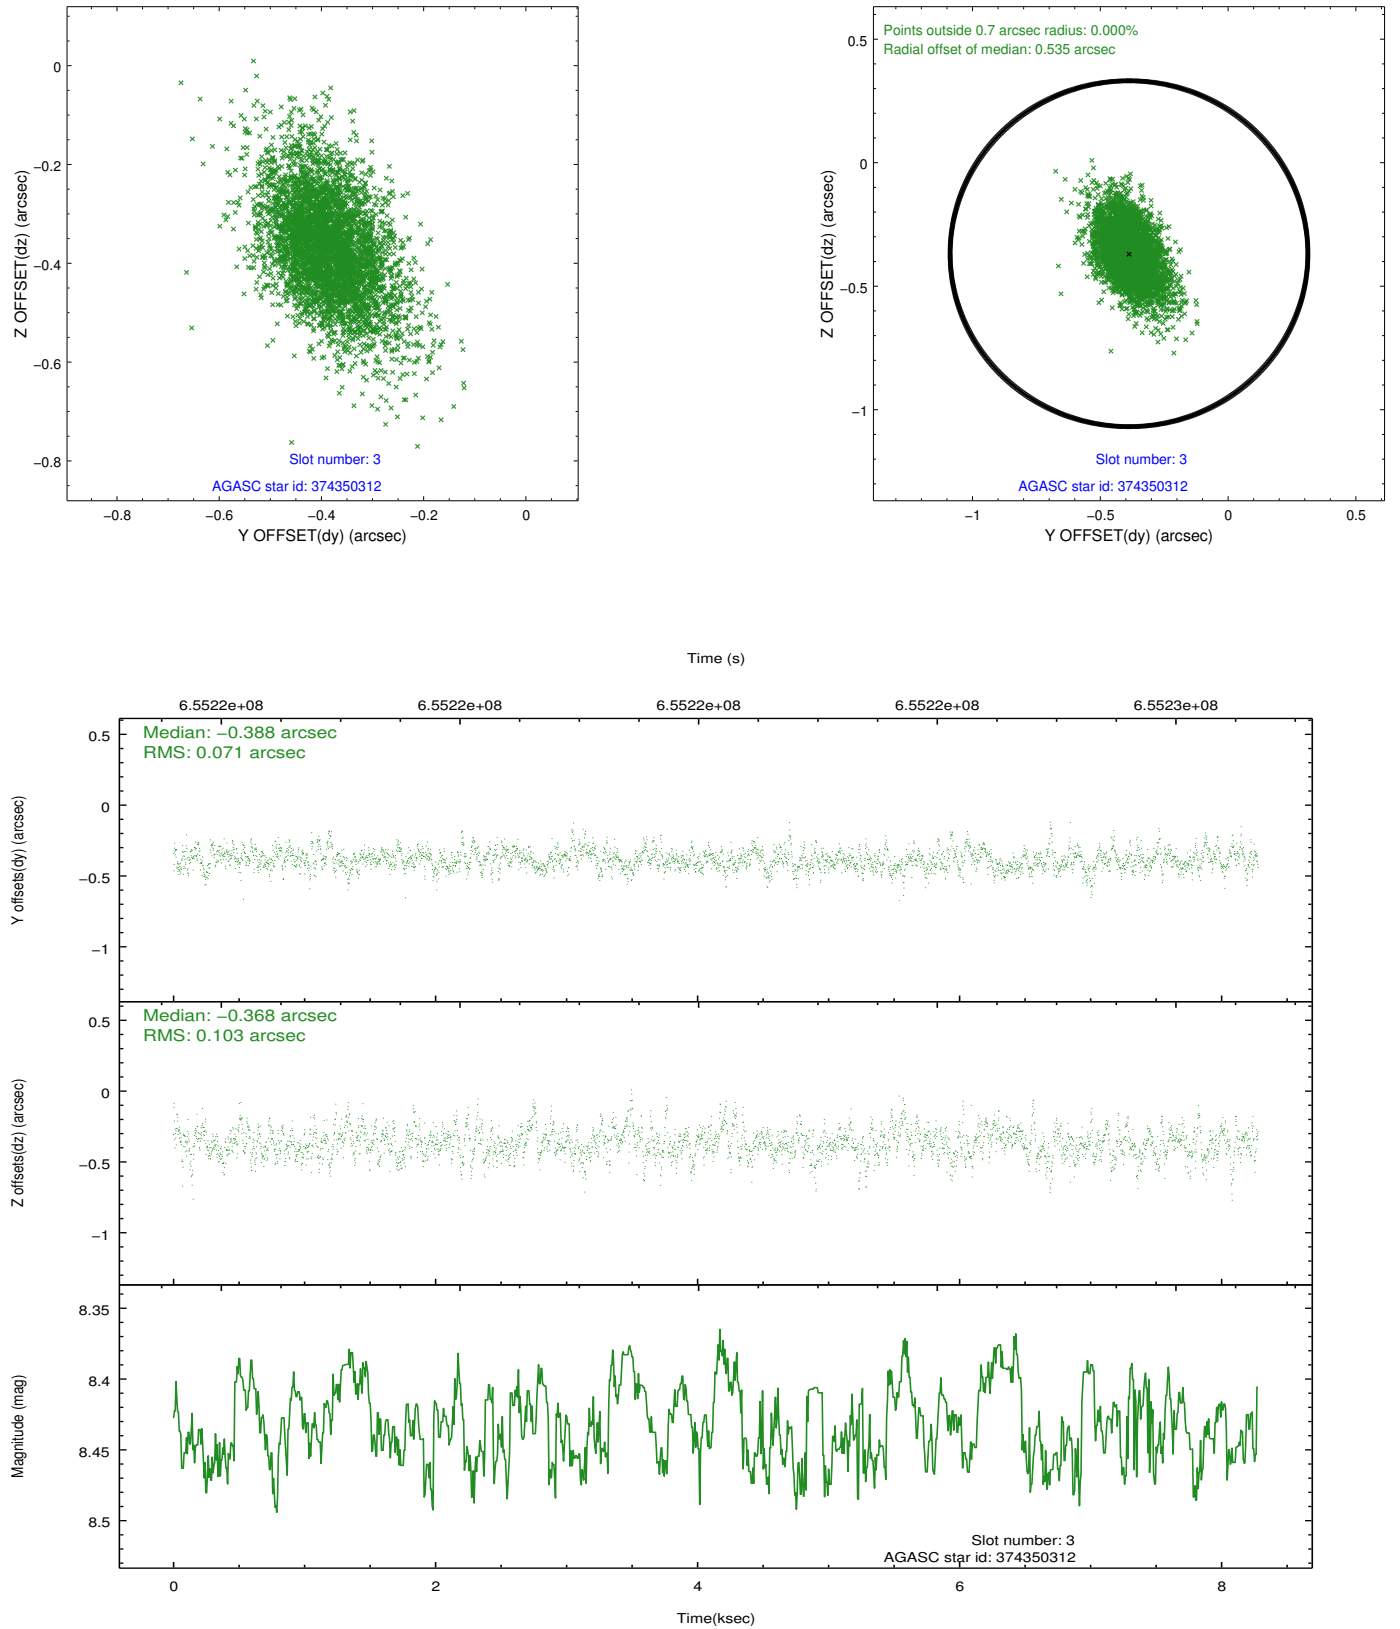 0
−0.2
−0.4
−0.6
−0.8
Z OFFSET(dz) (arcsec)
Slot number: 3
AGASC star id: 374350312
−0.8 −0.6 −0.4 −0.2 0
Y OFFSET(dy) (arcsec)
Points outside 0.7 arcsec radius: 0.000%
Radial offset of median: 0.535 arcsec
0.5
0
−0.5
−1
Z OFFSET(dz) (arcsec)
Slot number: 3
AGASC star id: 374350312
−1 −0.5 0 0.5
Y OFFSET(dy) (arcsec)
Time (s)
6.5522e+08 6.5522e+08 6.5522e+08 6.5522e+08 6.5523e+08
Median: −0.388 arcsec
RMS: 0.071 arcsec
0.5
0
−0.5
−1
Y offsets(dy) (arcsec)
Median: −0.368 arcsec
RMS: 0.103 arcsec
0.5
0
−0.5
−1
Z offsets(dz) (arcsec)
8.35
8.4
8.45
8.5
Magnitude (mag)
Slot number: 3
AGASC star id: 374350312
0 2 4 6 8
Time(ksec)